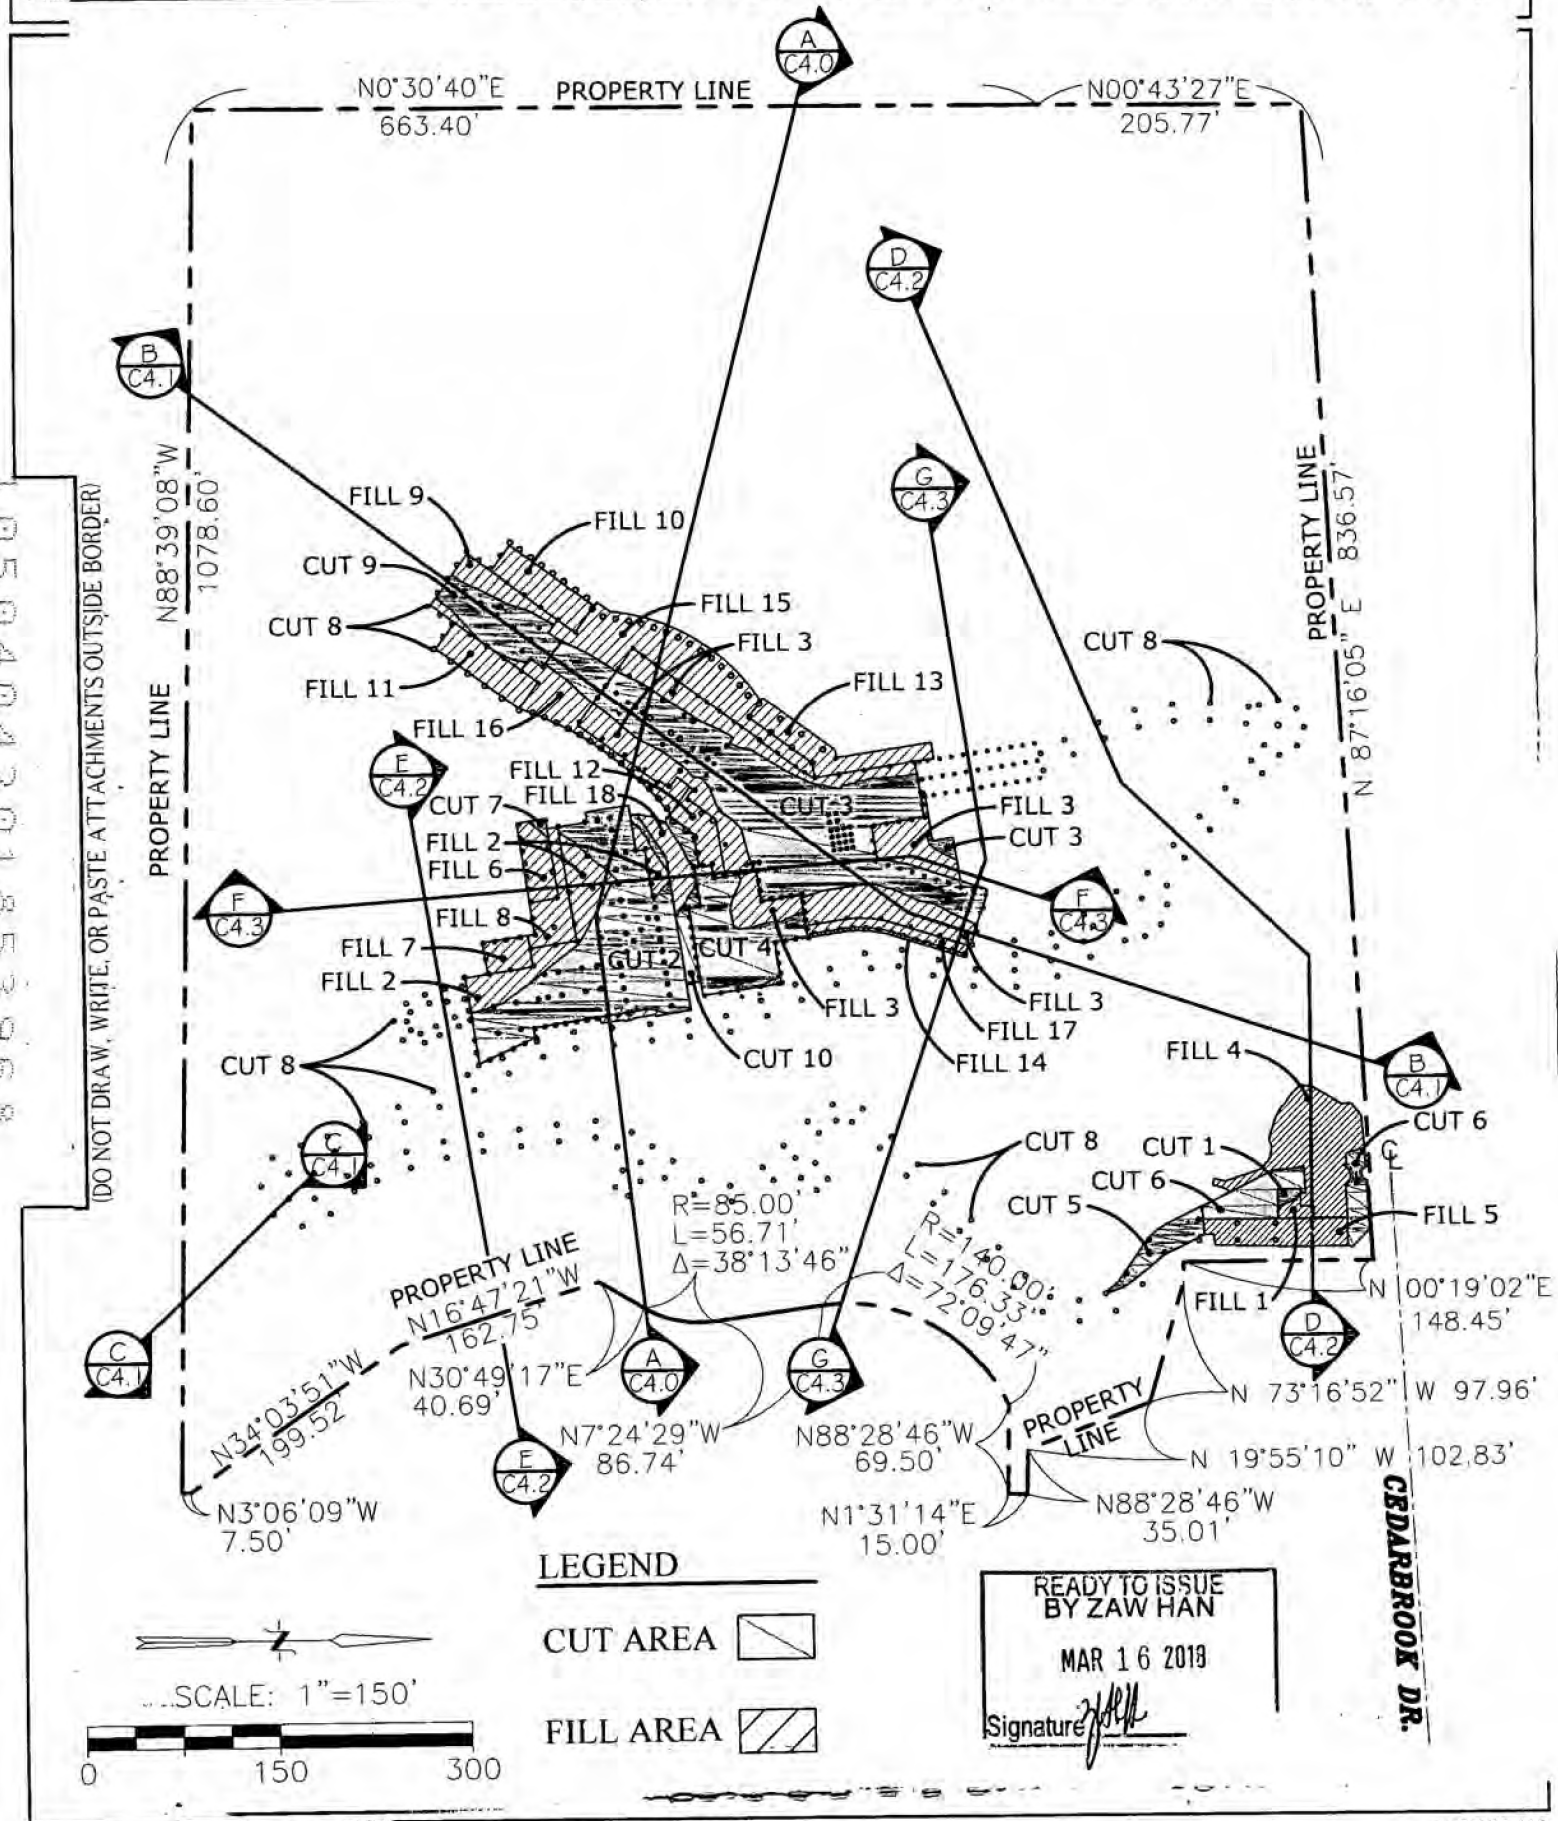 A
C4.0
N0°30'40"E PROPERTY LINE
663.40'
N00°43'27"E
205.77'
D
C4.2
B
C4.1
G
C4.3
N88°39'08"W
1078.60'
PROPERTY LINE
PROPERTY LINE
N 87°16'05" E 836.57'
(DO NOT DRAW, WRITE, OR PASTE ATTACHMENTS OUTSIDE BORDER)
FILL 9
FILL 10
CUT 9
FILL 15
CUT 8
FILL 3
CUT 8
FILL 11
FILL 13
FILL 16
E
C4.2
FILL 12
CUT 7
FILL 18
CUT 3
FILL 3
FILL 2
CUT 3
FILL 6
F
C4.3
F
C4.3
FILL 8
FILL 7
CUT 2
CUT 4
FILL 2
FILL 3
FILL 3
FILL 17
CUT 10
FILL 14
CUT 8
FILL 4
B
C4.1
CUT 6
C
C4.1
CUT 8
CUT 1
CUT 6
CUT 5
FILL 5
R=85.00'
L=56.71'
Δ=38°13'46"
R=140.00'
L=176.33'
Δ=72°09'47"
PROPERTY LINE
N16°47'21"W
162.75'
FILL 1
N 00°19'02"E
148.45'
D
C4.2
C
C4.1
N34°03'51"W
199.52'
N30°49'17"E
40.69'
A
C4.0
G
C4.3
N 73°16'52" W 97.96'
PROPERTY
LINE
N7°24'29"W
86.74'
N88°28'46"W
69.50'
N 19°55'10" W 102.83'
E
C4.2
N3°06'09"W
7.50'
N1°31'14"E
15.00'
N88°28'46"W
35.01'
CEDARBROOK DR.
LEGEND
CUT AREA
FILL AREA
Z
SCALE: 1"=150'
0 150 300
READY TO ISSUE
BY ZAW HAN
MAR 16 2018
Signature